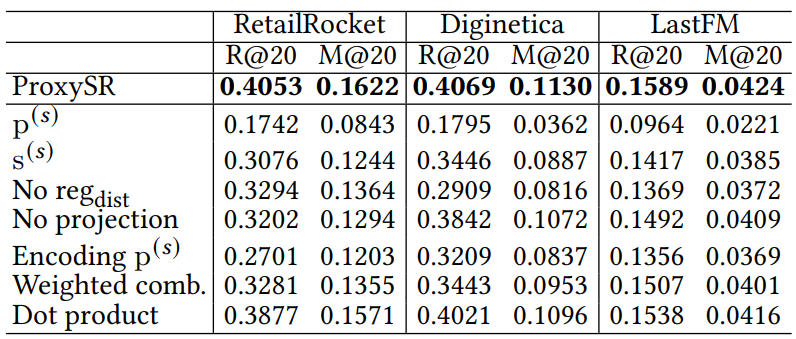 RetailRocket Diginetica LastFM
R@20 M@20 R@20 M@20 R@20 M@20
ProxySR 0.4053 0.1622 0.4069 0.1130 0.1589 0.0424
p(s) 0.1742 0.0843 0.1795 0.0362 0.0964 0.0221
s(s) 0.3076 0.1244 0.3446 0.0887 0.1417 0.0385
No regdist 0.3294 0.1364 0.2909 0.0816 0.1369 0.0372
No projection 0.3202 0.1294 0.3842 0.1072 0.1492 0.0409
Encoding p(s) 0.2701 0.1203 0.3209 0.0837 0.1356 0.0369
Weighted comb. 0.3281 0.1355 0.3443 0.0953 0.1507 0.0401
Dot product 0.3877 0.1571 0.4021 0.1096 0.1538 0.0416